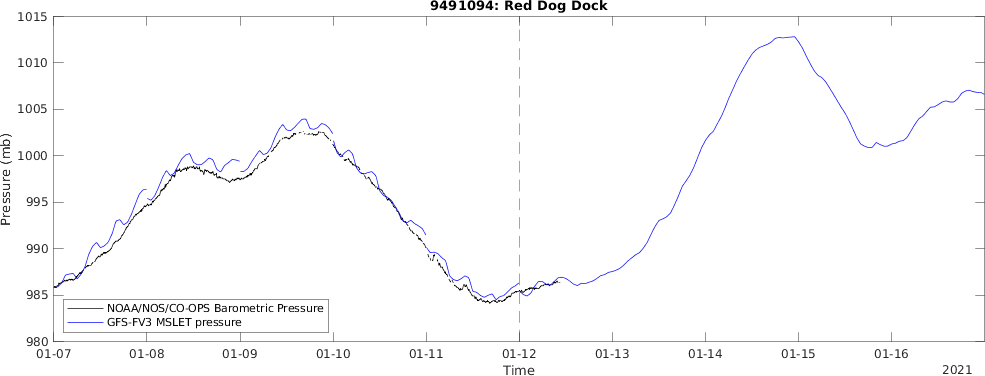 9491094: Red Dog Dock
Pressure (mb)
1015
1010
1005
1000
995
990
985
980
NOAA/NOS/CO-OPS Barometric Pressure
GFS-FV3 MSLET pressure
01-07 01-08 01-09 01-10 01-11 01-12 01-13 01-14 01-15 01-16
Time
2021